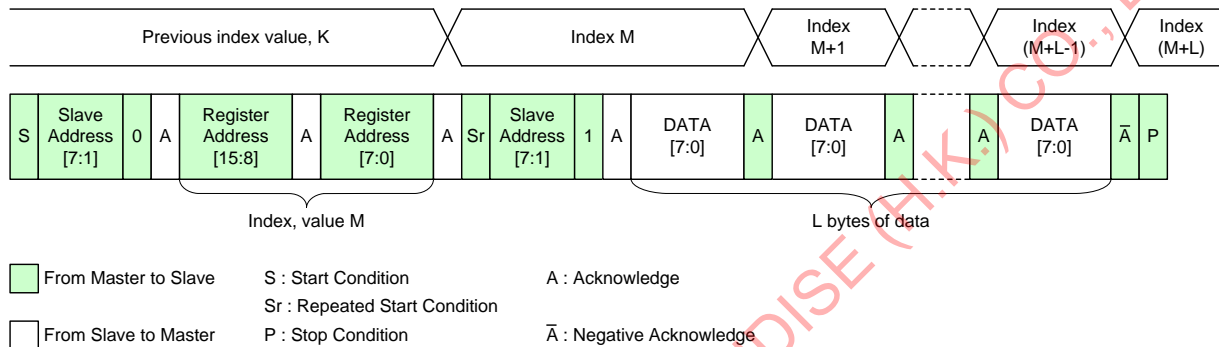 Previous index value, K
Index M
Index
M+1
Index
(M+L-1)
Index
(M+L)
S
Slave
Address
[7:1]
0
A
Register
Address
[15:8]
A
Register
Address
[7:0]
A
Sr
Slave
Address
[7:1]
1
A
DATA
[7:0]
A
DATA
[7:0]
A
A
DATA
[7:0]
A̅
P
Index, value M
L bytes of data
From Master to Slave
S : Start Condition
A : Acknowledge
Sr : Repeated Start Condition
From Slave to Master
P : Stop Condition
A̅ : Negative Acknowledge
DISE (H.K.) CO.,